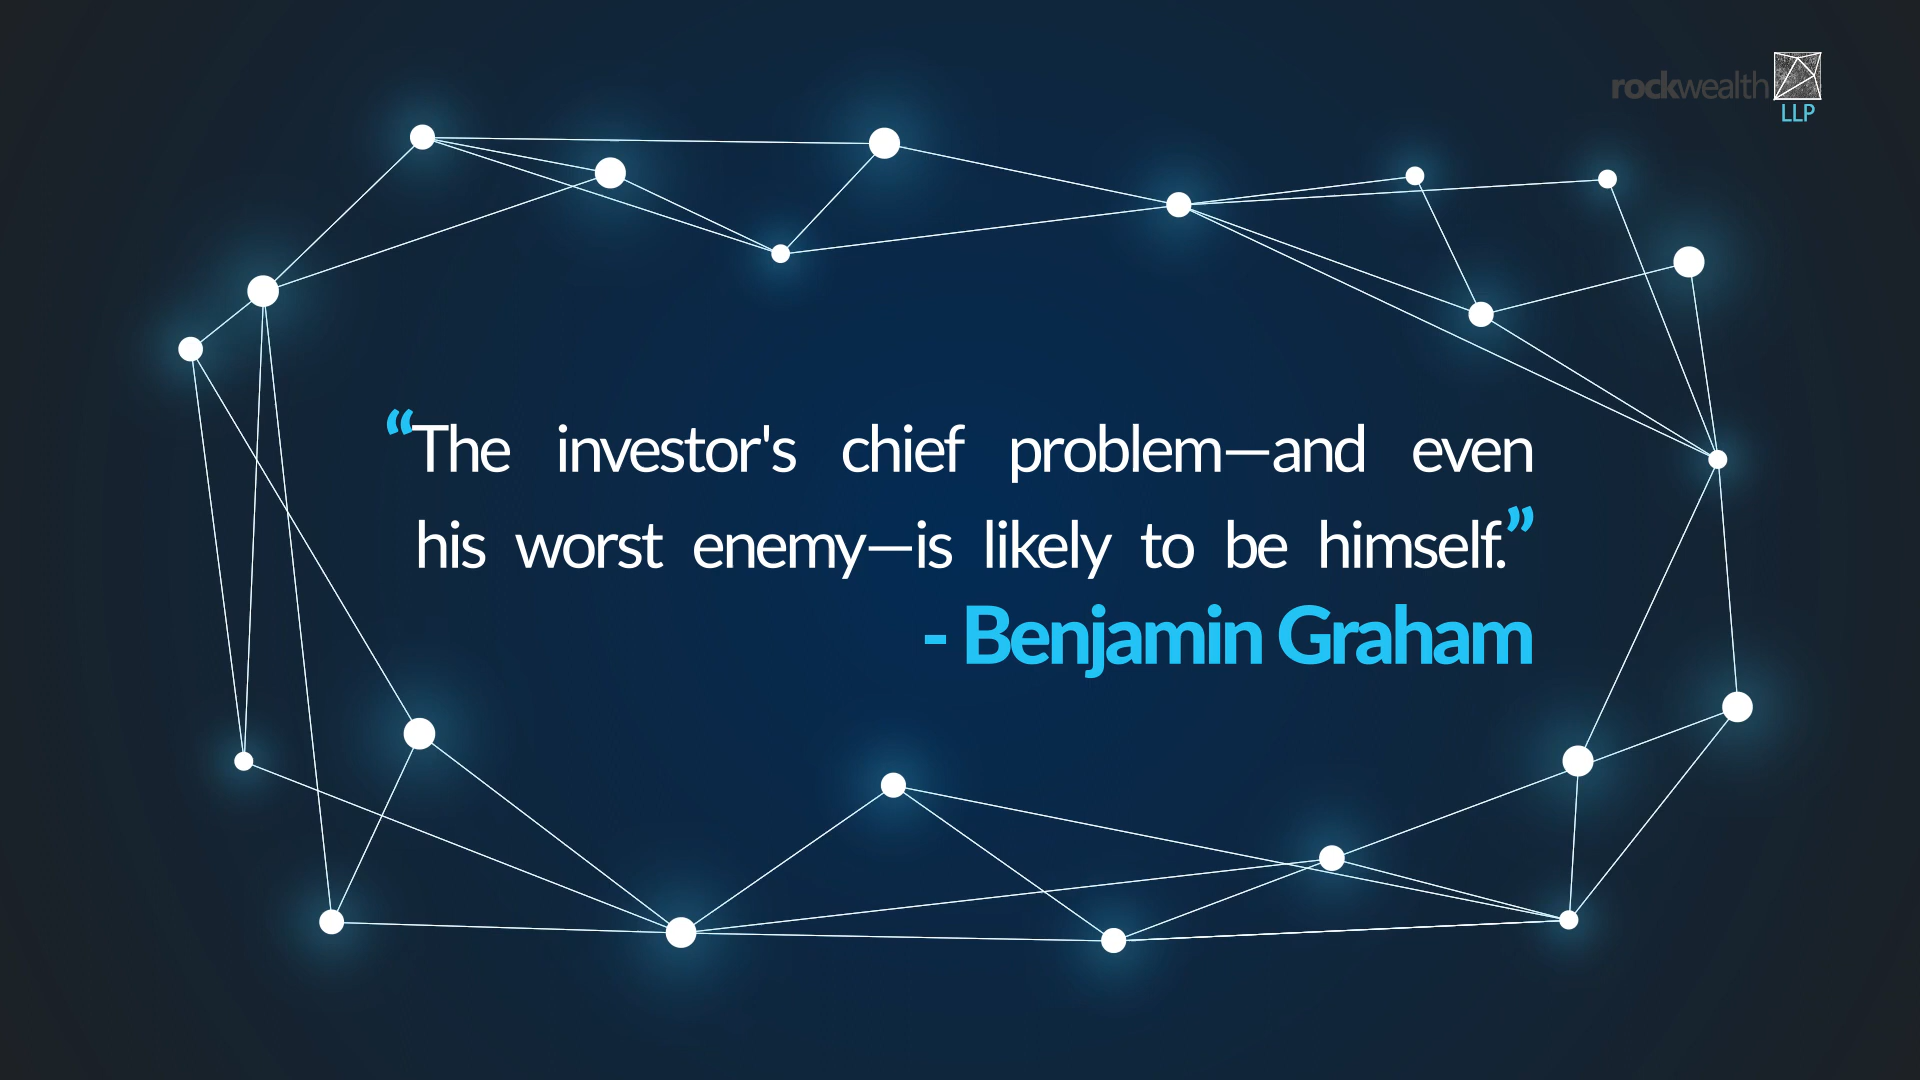 rockwealth
LLP
“The investor's chief problem—and even
his worst enemy—is likely to be himself.”
- Benjamin Graham